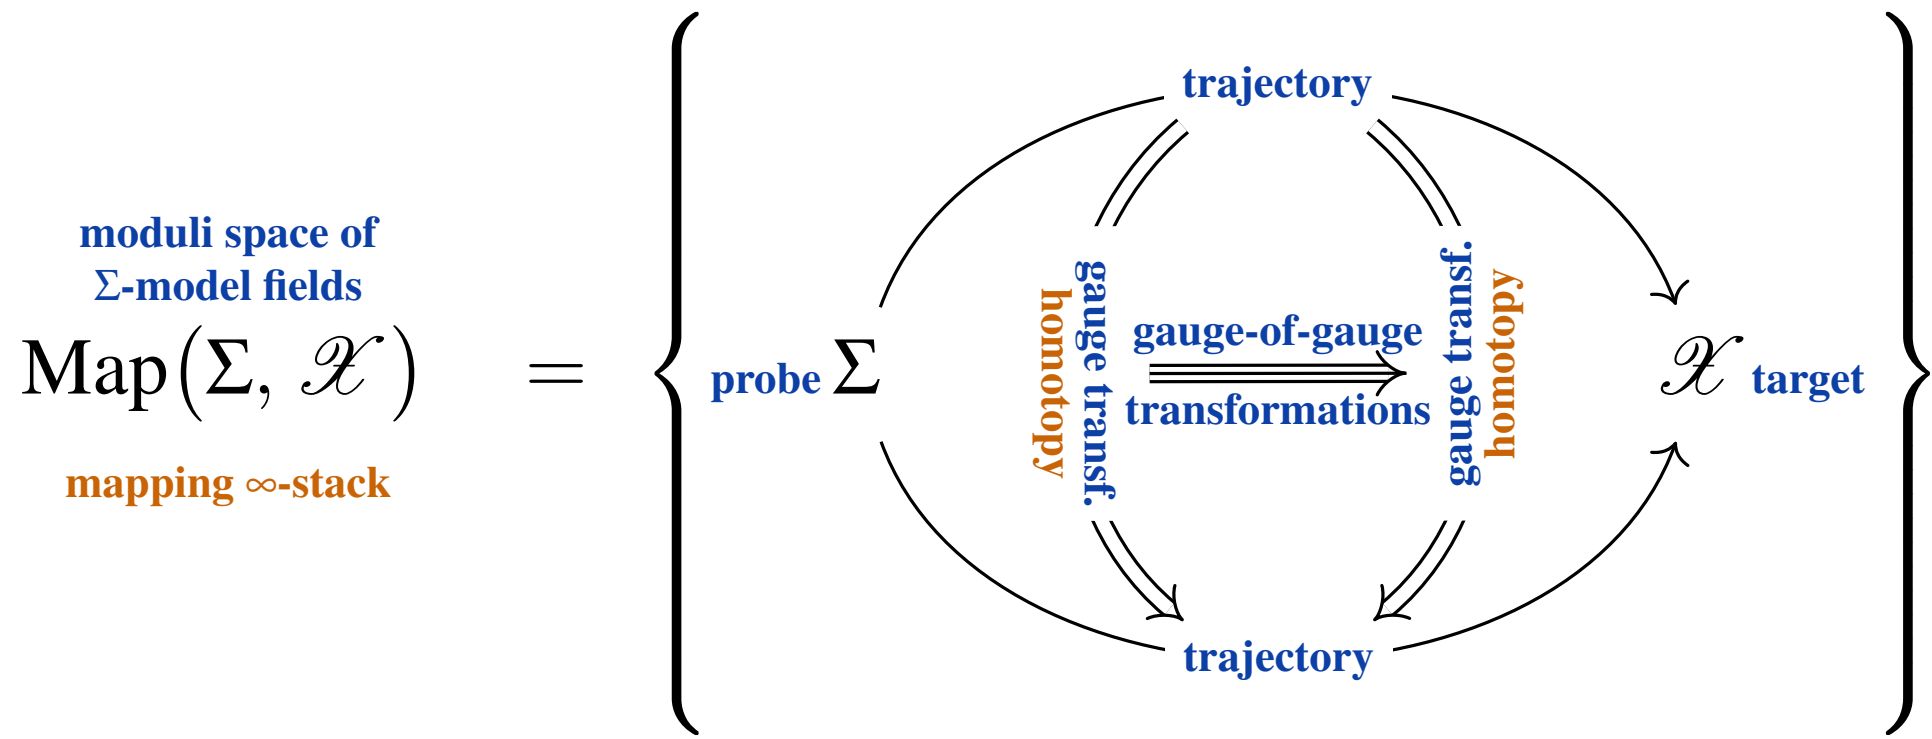 moduli space of
Σ-model fields
Map(Σ, 𝒳)
mapping ∞-stack
=
{
trajectory
probe Σ
homotopy
gauge transf.
gauge-of-gauge
transformations
gauge transf.
homotopy
𝒳 target
trajectory
}